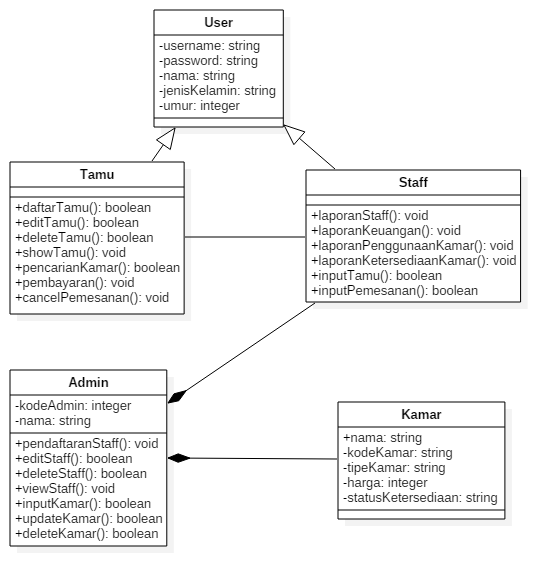 User
-username: string
-password: string
-nama: string
-jenisKelamin: string
-umur: integer
Tamu
+daftarTamu(): boolean
+editTamu(): boolean
+deleteTamu(): boolean
+showTamu(): void
+pencarianKamar(): boolean
+pembayaran(): void
+cancelPemesanan(): void
Staff
+laporanStaff(): void
+laporanKeuangan(): void
+laporanPenggunaanKamar(): void
+laporanKetersediaanKamar(): void
+inputTamu(): boolean
+inputPemesanan(): boolean
Admin
-kodeAdmin: integer
-nama: string
+pendaftaranStaff(): void
+editStaff(): boolean
+deleteStaff(): boolean
+viewStaff(): void
+inputKamar(): boolean
+updateKamar(): boolean
+deleteKamar(): boolean
Kamar
+nama: string
-kodeKamar: string
-tipeKamar: string
-harga: integer
-statusKetersediaan: string